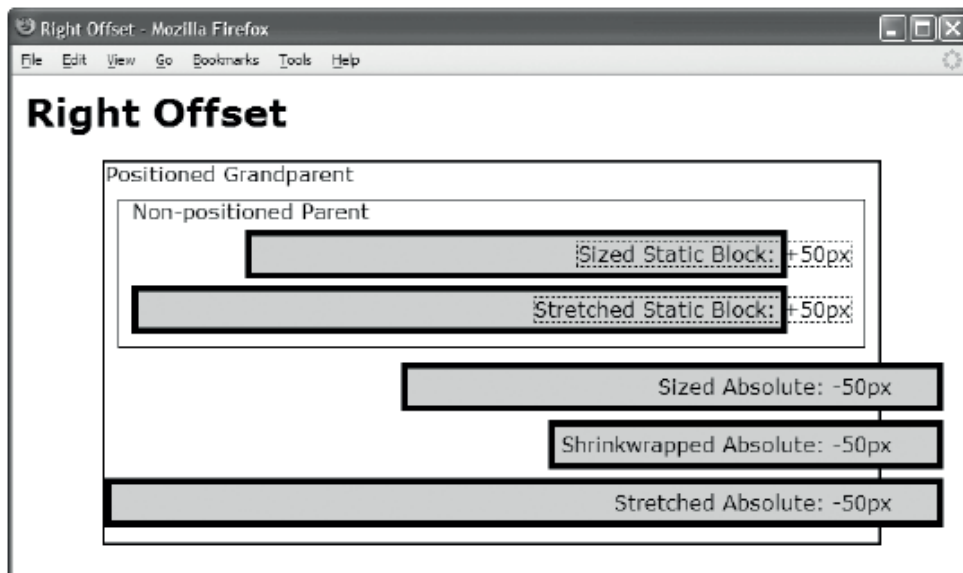 Right Offset - Mozilla Firefox
File Edit View Go Bookmarks Tools Help
Right Offset
Positioned Grandparent
Non-positioned Parent
Sized Static Block: +50px
Stretched Static Block: +50px
Sized Absolute: -50px
Shrinkwrapped Absolute: -50px
Stretched Absolute: -50px